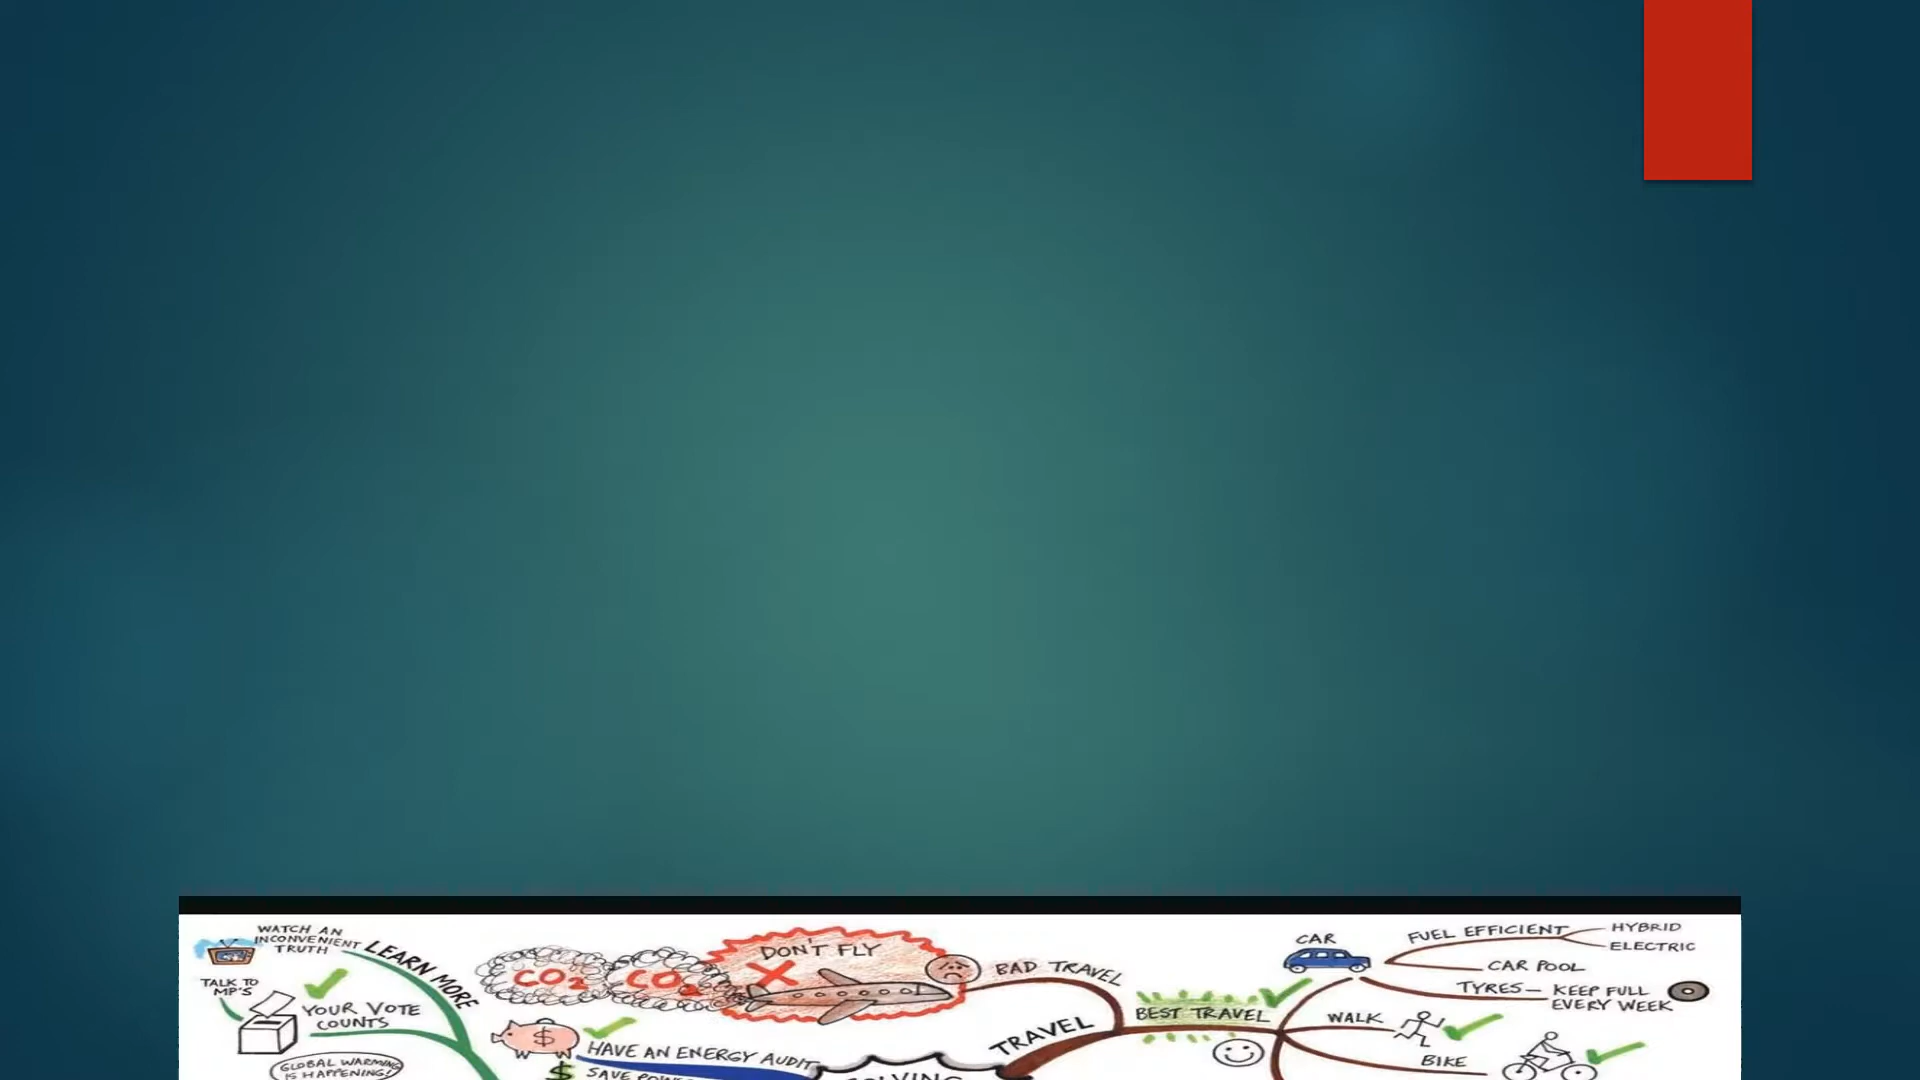 WATCH AN
INCONVENIENT
TRUTH
LEARN MORE
TALK TO
MP'S
YOUR VOTE
COUNTS
GLOBAL WARMING
IS HAPPENING!
CO2 CO2
DON'T FLY
BAD TRAVEL
$
HAVE AN ENERGY AUDIT
$
SAVE
TRAVEL
BEST TRAVEL
CAR
FUEL EFFICIENT
HYBRID
ELECTRIC
CAR POOL
TYRES — KEEP FULL
EVERY WEEK
WALK
BIKE